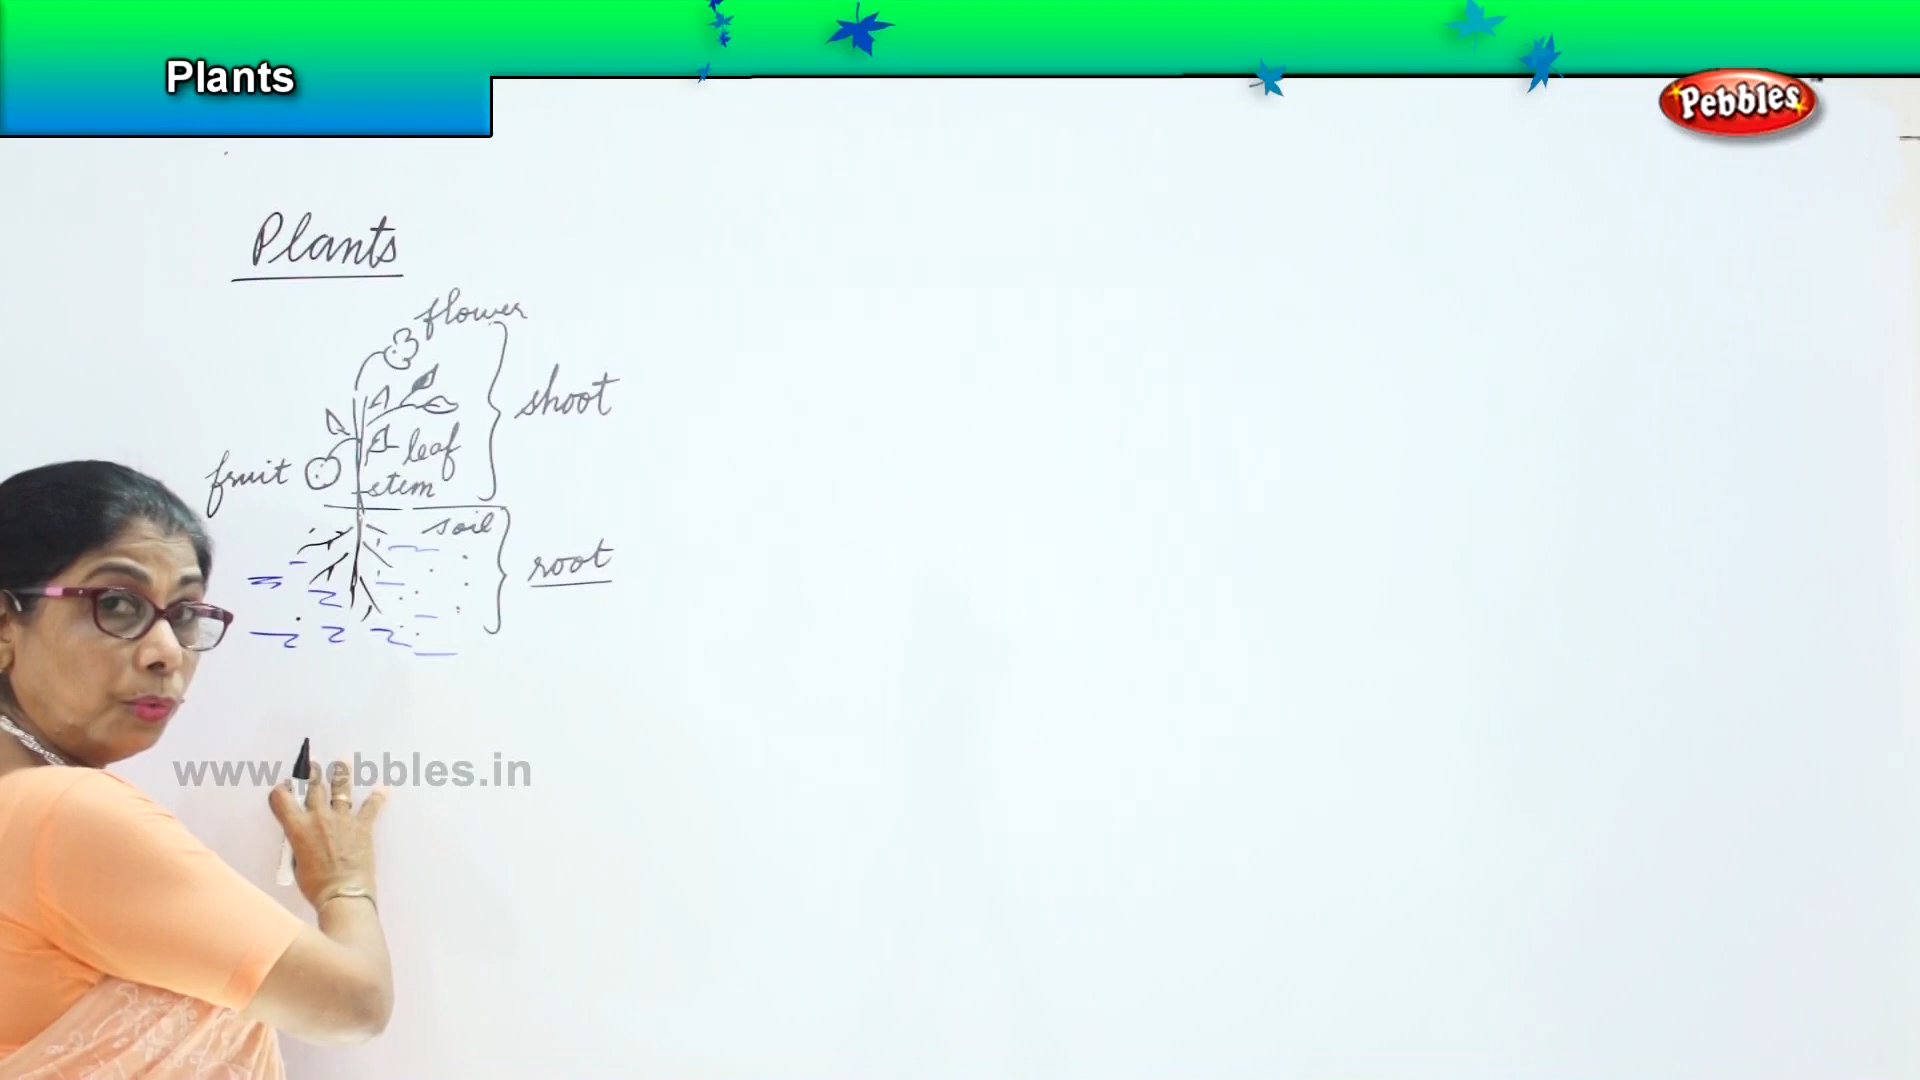 Plants
Pebbles
Plants
flower
shoot
leaf
fruit
stem
soil
root
www.pebbles.in